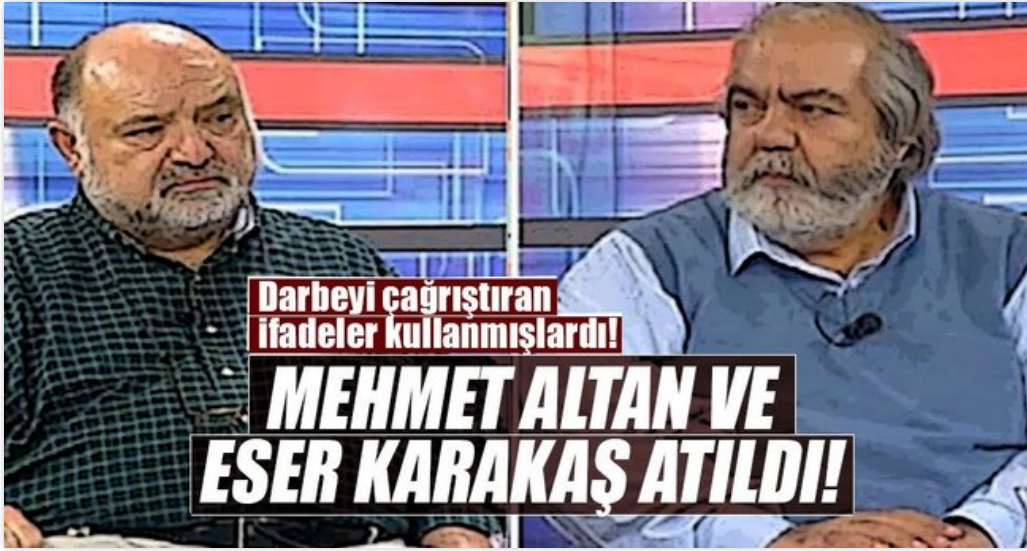 Darbeyi çağrıştıran
ifadeler kullanmışlardı!
MEHMET ALTAN VE
ESER KARAKAŞ ATILDI!